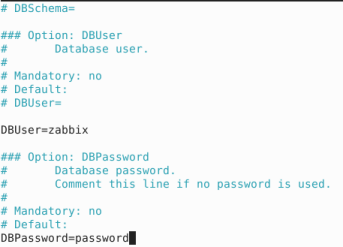 # DBSchema=
### Option: DBUser
#       Database user.
#
# Mandatory: no
# Default:
# DBUser=
DBUser=zabbix
### Option: DBPassword
#       Database password.
#       Comment this line if no password is used.
#
# Mandatory: no
# Default:
DBPassword=password